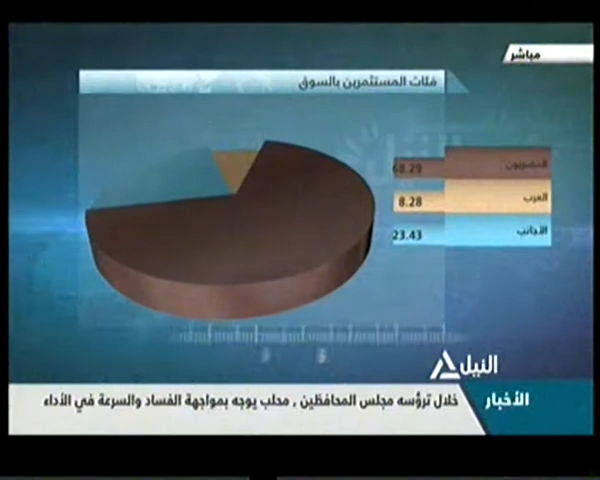 مباشر
فئات المستثمرين بالسوق
المصريون 68.29
العرب 8.28
الأجانب 23.43
النيل
الأخبار
خلال ترؤسه مجلس المحافظين , محلب يوجه بمواجهة الفساد والسرعة في الأداء